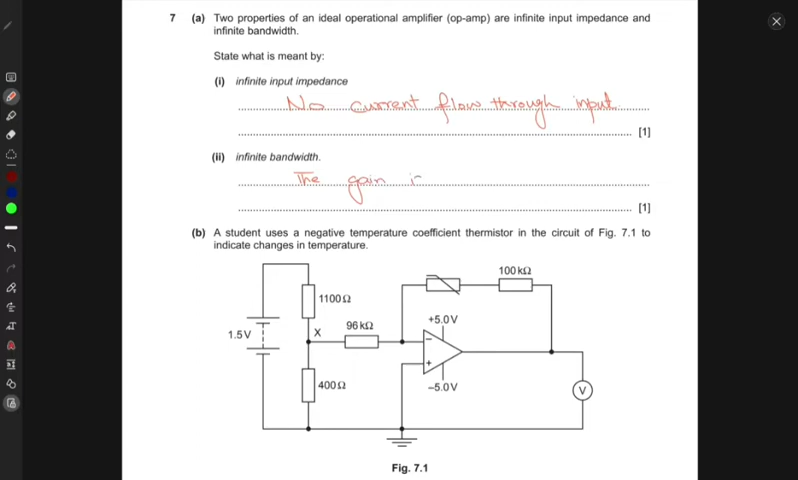 7 (a) Two properties of an ideal operational amplifier (op-amp) are infinite input impedance and
infinite bandwidth.
State what is meant by:
(i) infinite input impedance
No current flow through input
[1]
(ii) infinite bandwidth.
The gain i
[1]
(b) A student uses a negative temperature coefficient thermistor in the circuit of Fig. 7.1 to
indicate changes in temperature.
100 kΩ
1100 Ω
+5.0 V
96 kΩ
1.5 V
X
−
+
400 Ω
–5.0 V
V
Fig. 7.1